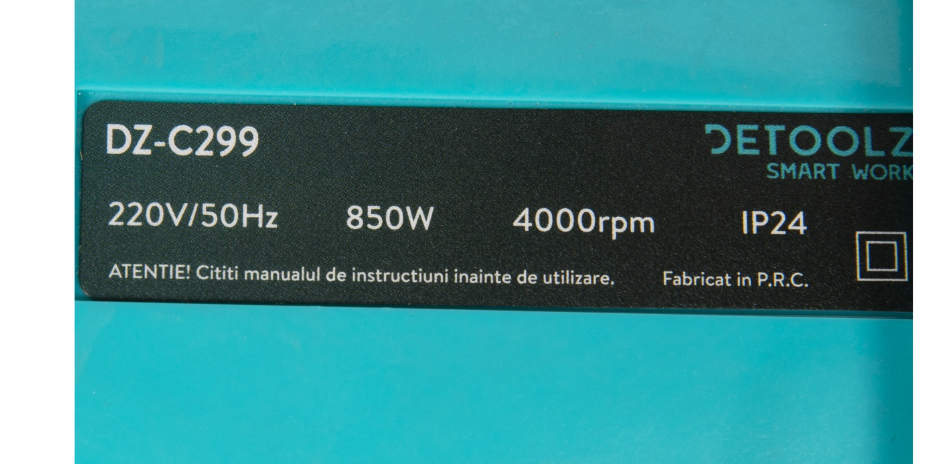 DZ-C299
DETOOLZ
SMART WORK
220V/50Hz 850W 4000rpm IP24
ATENTIE! Cititi manualul de instructiuni inainte de utilizare. Fabricat in P.R.C.